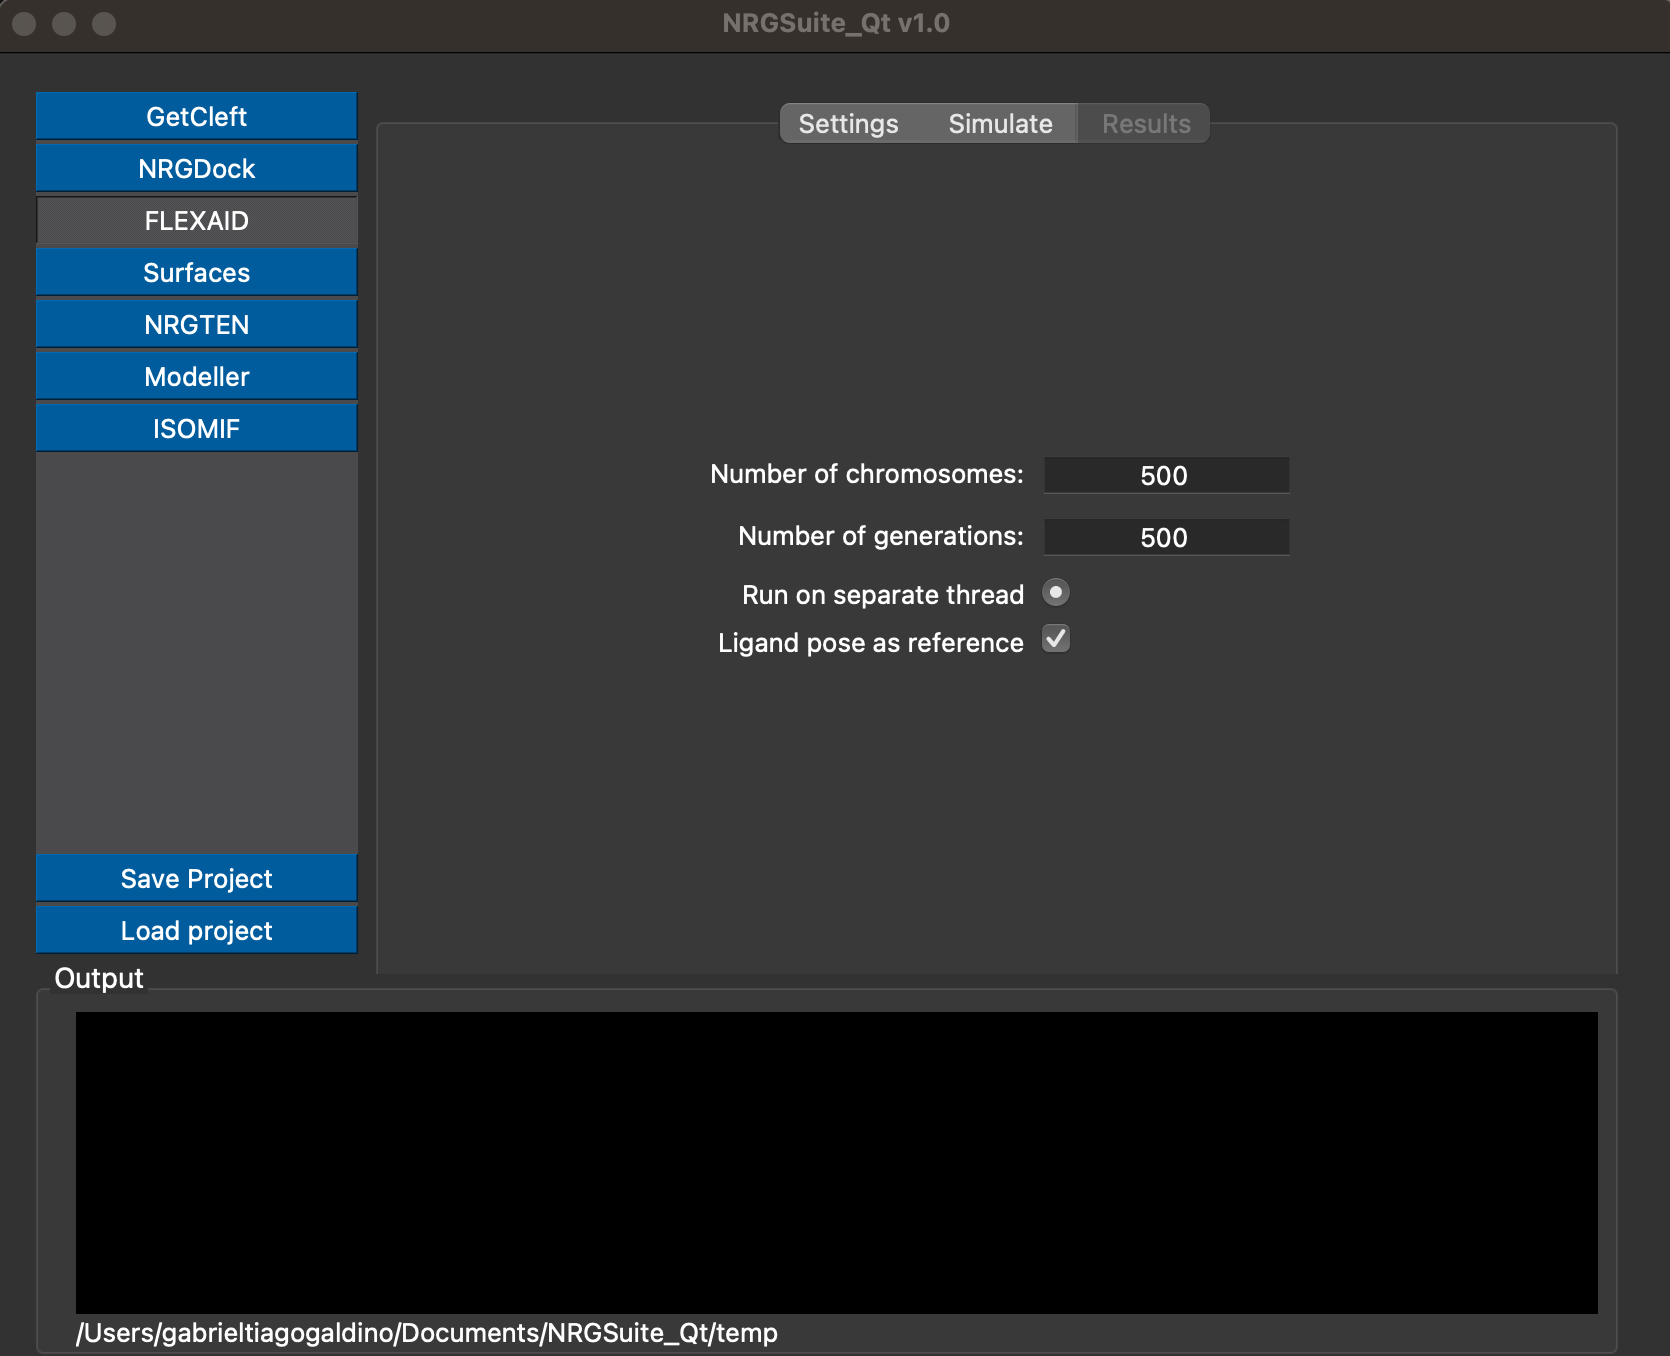 NRGSuite_Qt v1.0
GetCleft
NRGDock
FLEXAID
Surfaces
NRGTEN
Modeller
ISOMIF
Save Project
Load project
Settings Simulate Results
Number of chromosomes: 500
Number of generations: 500
Run on separate thread
Ligand pose as reference
Output
/Users/gabrieltiagogaldino/Documents/NRGSuite_Qt/temp